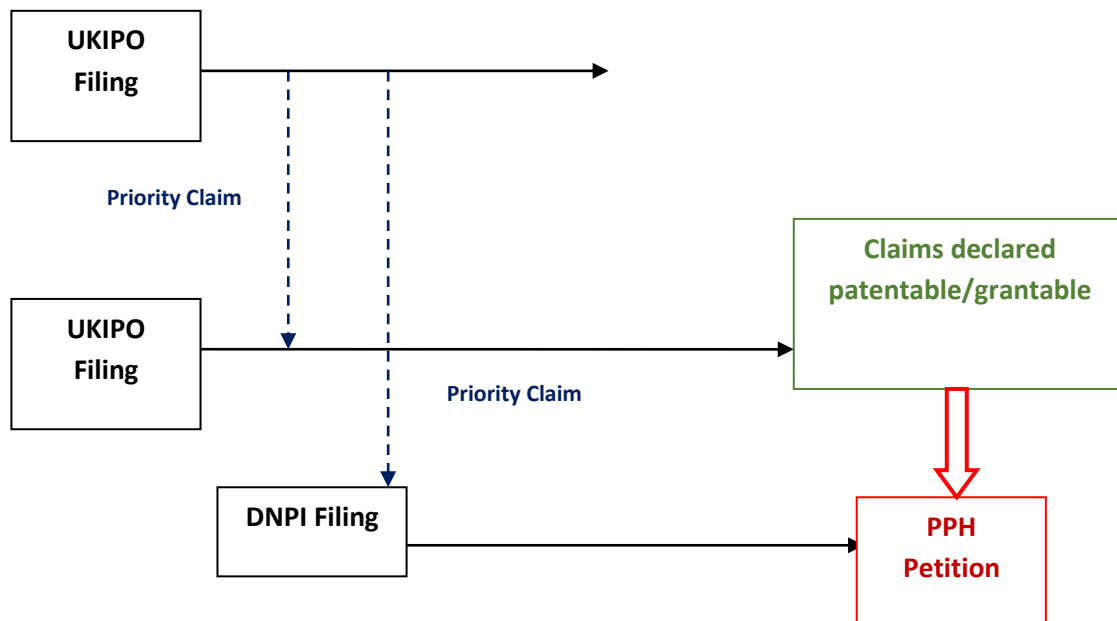 UKIPO
Filing
Priority Claim
Claims declared
patentable/grantable
UKIPO
Filing
Priority Claim
DNPI Filing
PPH
Petition